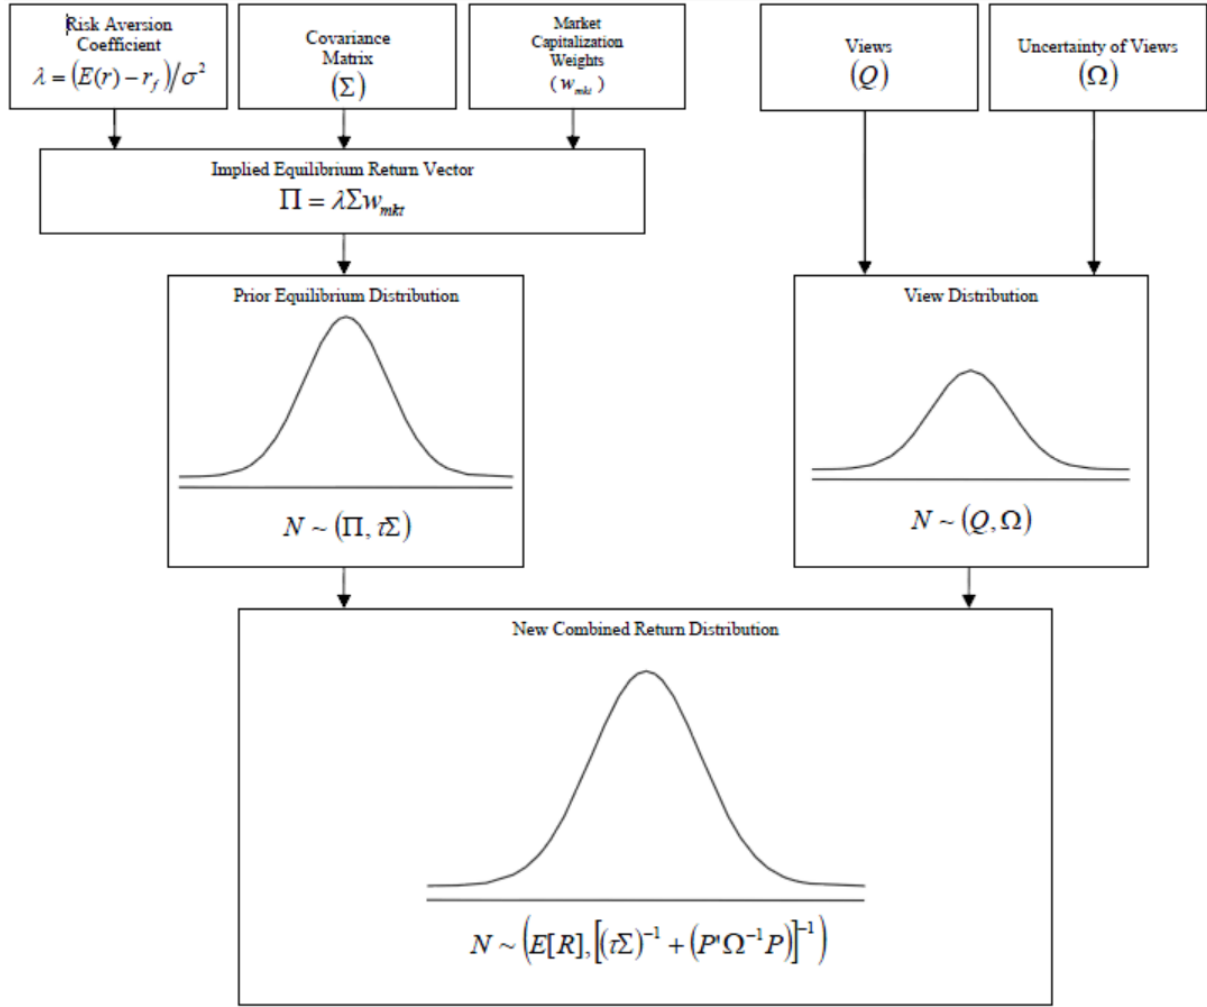 Risk Aversion
Coefficient
λ = (E(r) − r_f)/σ²
Covariance
Matrix
(Σ)
Market
Capitalization
Weights
(w_mkt)
Views
(Q)
Uncertainty of Views
(Ω)
Implied Equilibrium Return Vector
Π = λΣw_mkt
Prior Equilibrium Distribution
N ~ (Π, τΣ)
View Distribution
N ~ (Q, Ω)
New Combined Return Distribution
N ~ (E[R], [(τΣ)⁻¹ + (P'Ω⁻¹P)]⁻¹)